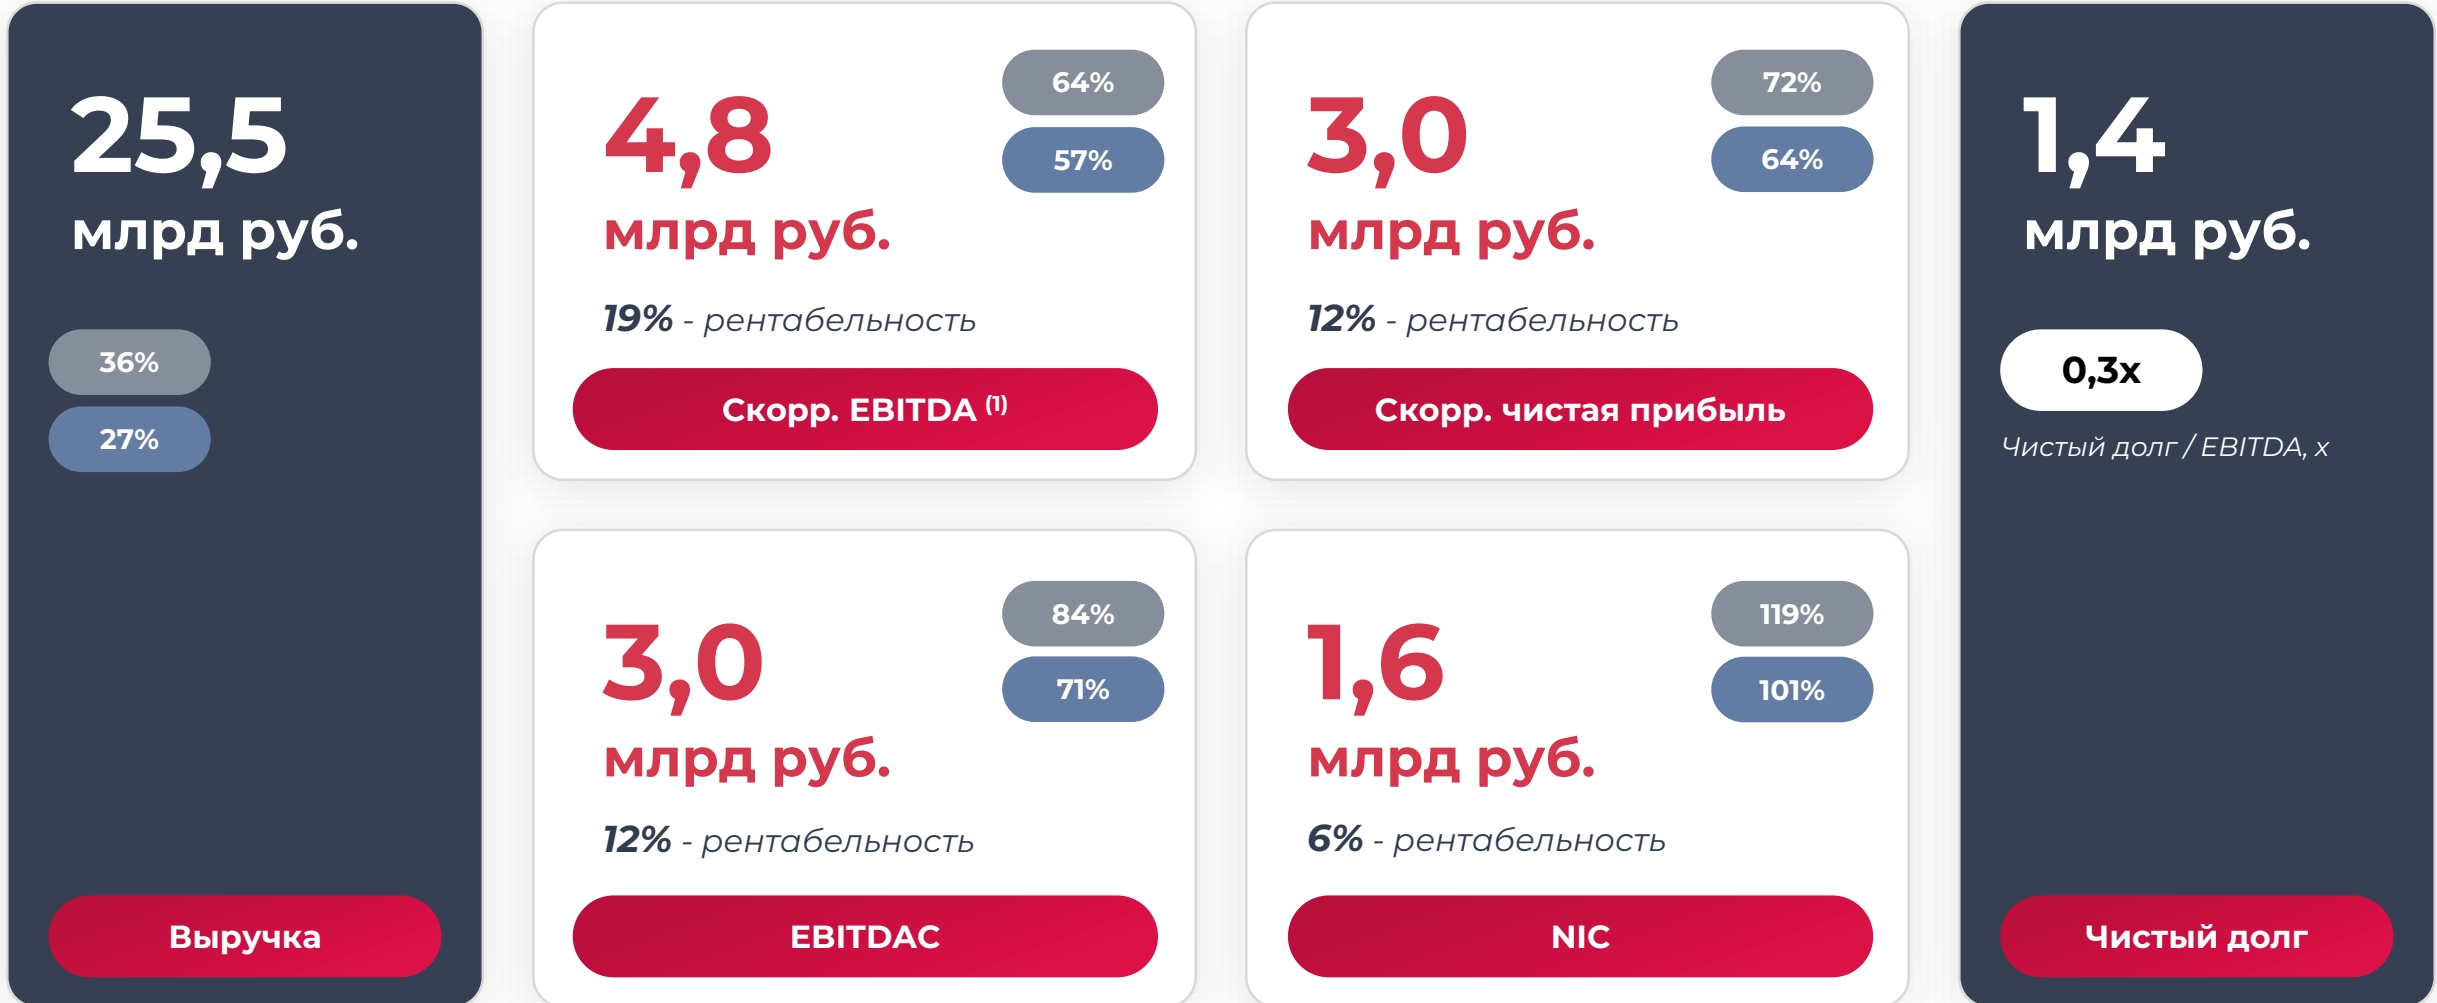 25,5
млрд руб.
36%
27%
Выручка
4,8
млрд руб.
64%
57%
19% - рентабельность
Скорр. EBITDA (1)
3,0
млрд руб.
72%
64%
12% - рентабельность
Скорр. чистая прибыль
3,0
млрд руб.
84%
71%
12% - рентабельность
EBITDAC
1,6
млрд руб.
119%
101%
6% - рентабельность
NIC
1,4
млрд руб.
0,3x
Чистый долг / EBITDA, x
Чистый долг